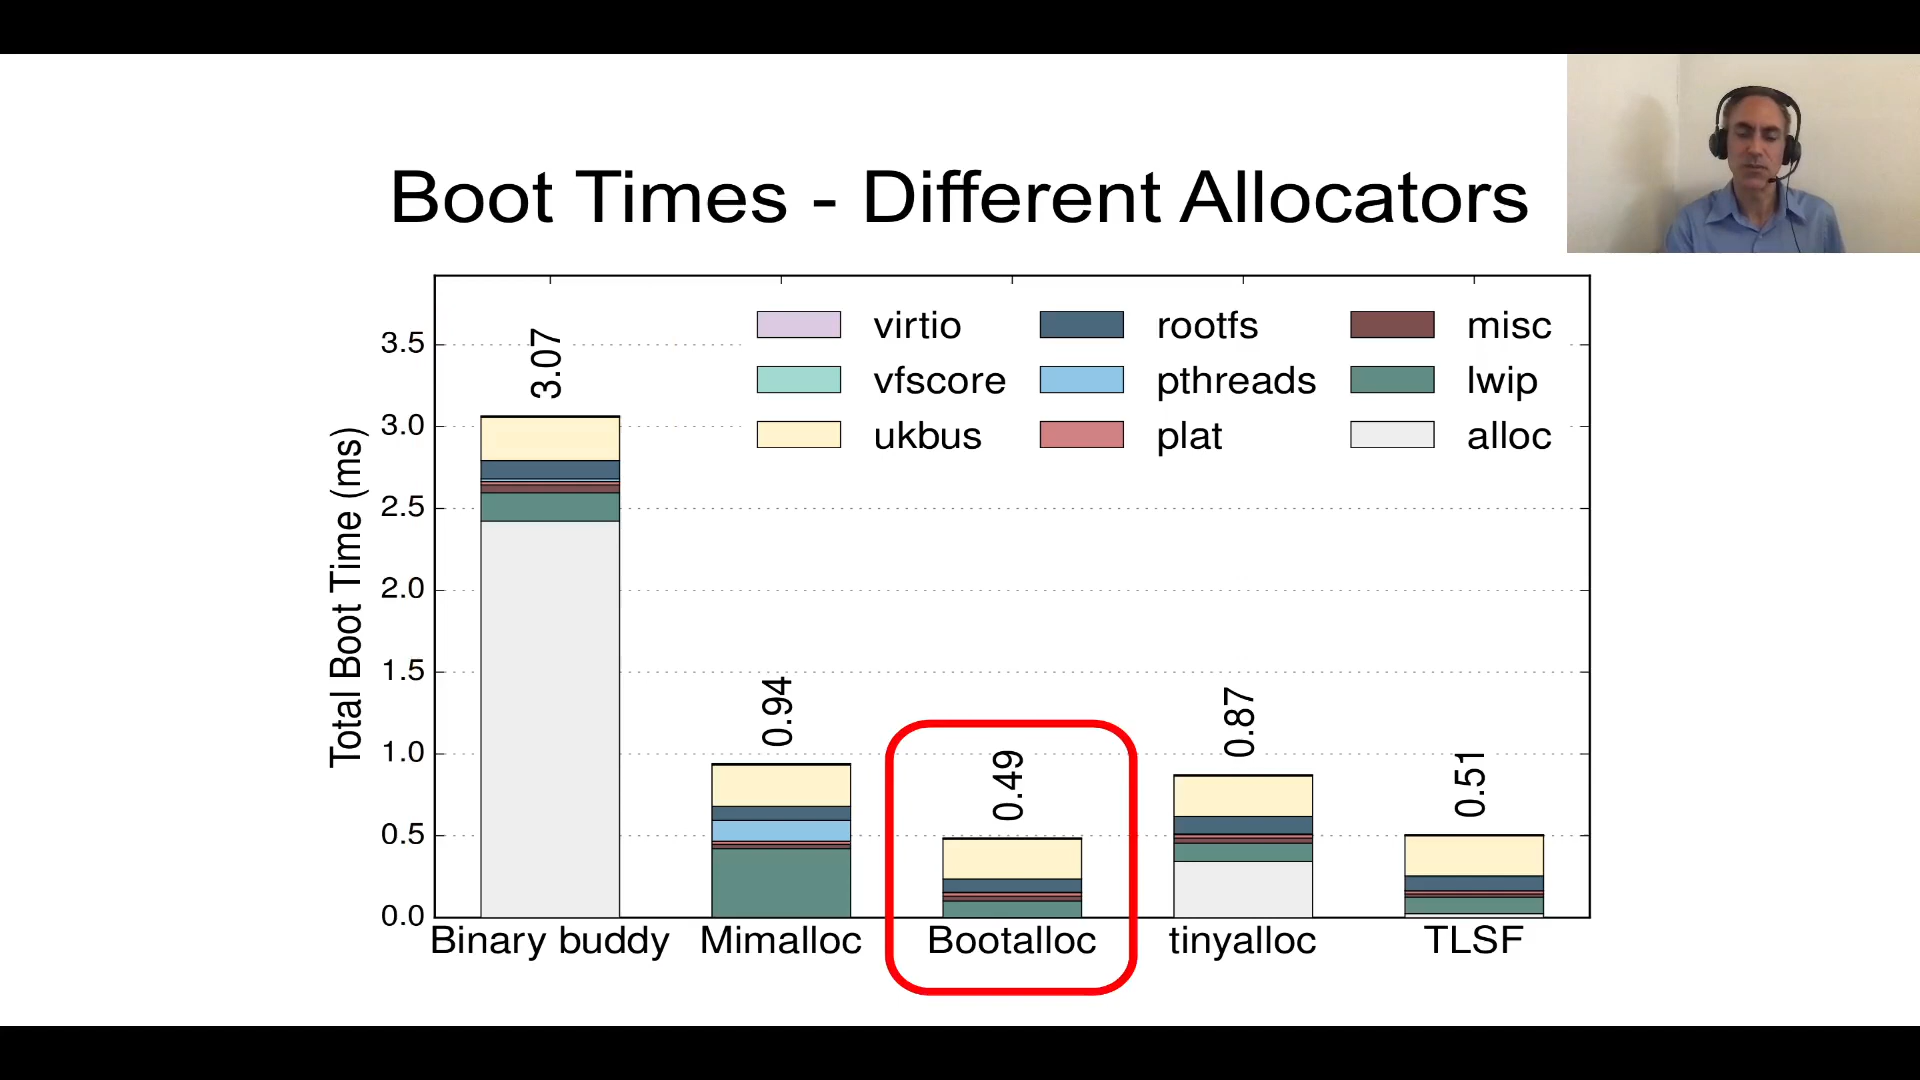 Boot Times - Different Allocators
virtio rootfs misc
vfscore pthreads lwip
ukbus plat alloc
Total Boot Time (ms)
3.5
3.0
2.5
2.0
1.5
1.0
0.5
0.0
3.07
0.94
0.49
0.87
0.51
Binary buddy Mimalloc Bootalloc tinyalloc TLSF